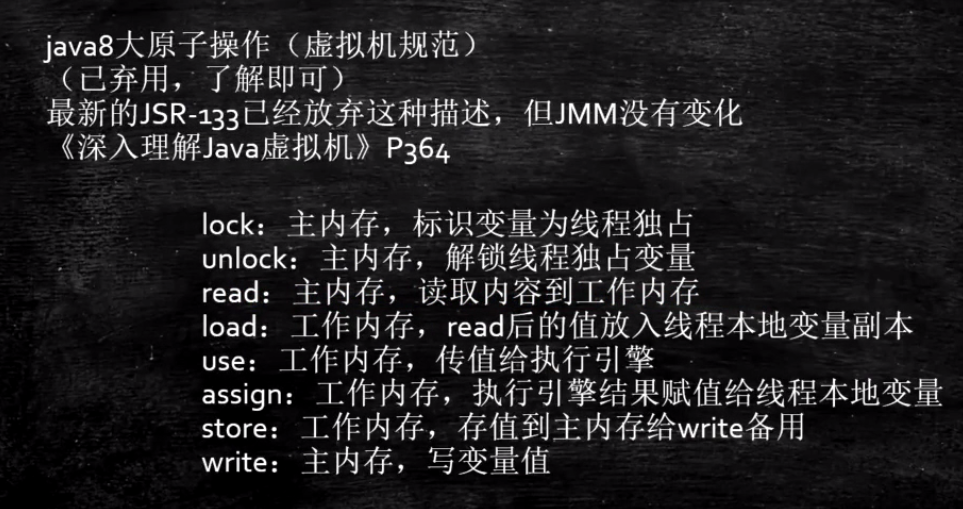 java8大原子操作（虚拟机规范）
（已弃用，了解即可）
最新的JSR-133已经放弃这种描述，但JMM没有变化
《深入理解Java虚拟机》P364
lock：主内存，标识变量为线程独占
unlock：主内存，解锁线程独占变量
read：主内存，读取内容到工作内存
load：工作内存，read后的值放入线程本地变量副本
use：工作内存，传值给执行引擎
assign：工作内存，执行引擎结果赋值给线程本地变量
store：工作内存，存值到主内存给write备用
write：主内存，写变量值